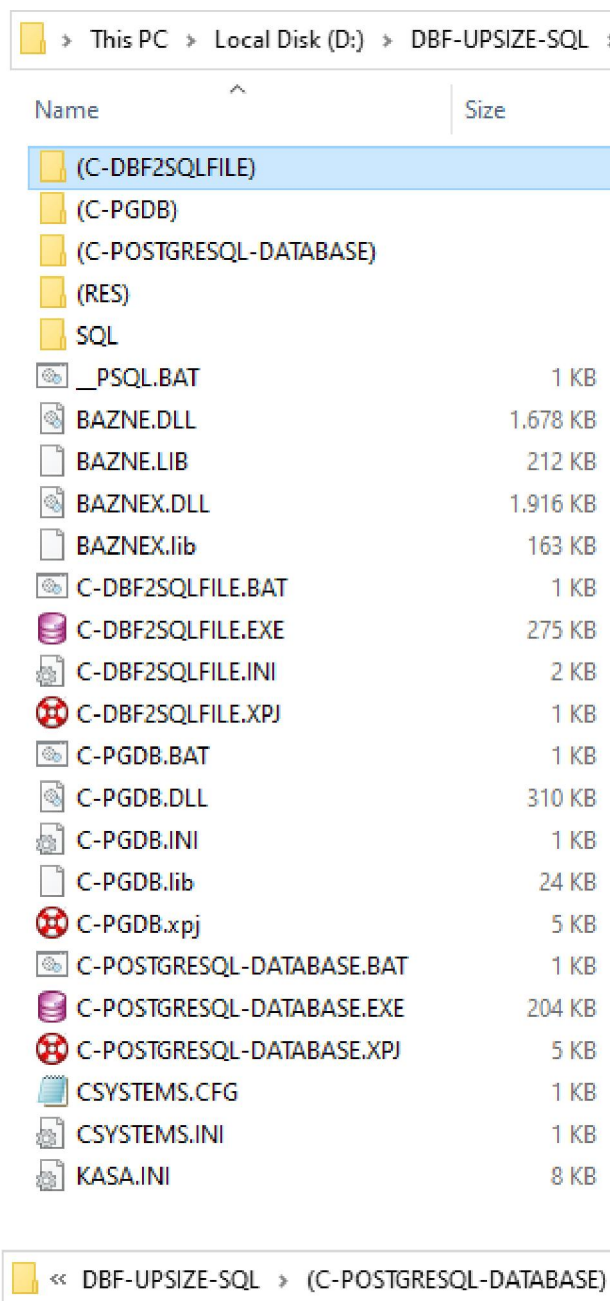 > This PC > Local Disk (D:) > DBF-UPSIZE-SQL >
Name Size
(C-DBF2SQLFILE)
(C-PGDB)
(C-POSTGRESQL-DATABASE)
(RES)
SQL
__PSQL.BAT 1 KB
BAZNE.DLL 1.678 KB
BAZNE.LIB 212 KB
BAZNEX.DLL 1.916 KB
BAZNEX.lib 163 KB
C-DBF2SQLFILE.BAT 1 KB
C-DBF2SQLFILE.EXE 275 KB
C-DBF2SQLFILE.INI 2 KB
C-DBF2SQLFILE.XPJ 1 KB
C-PGDB.BAT 1 KB
C-PGDB.DLL 310 KB
C-PGDB.INI 1 KB
C-PGDB.lib 24 KB
C-PGDB.xpj 5 KB
C-POSTGRESQL-DATABASE.BAT 1 KB
C-POSTGRESQL-DATABASE.EXE 204 KB
C-POSTGRESQL-DATABASE.XPJ 5 KB
CSYSTEMS.CFG 1 KB
CSYSTEMS.INI 1 KB
KASA.INI 8 KB
« DBF-UPSIZE-SQL > (C-POSTGRESQL-DATABASE)